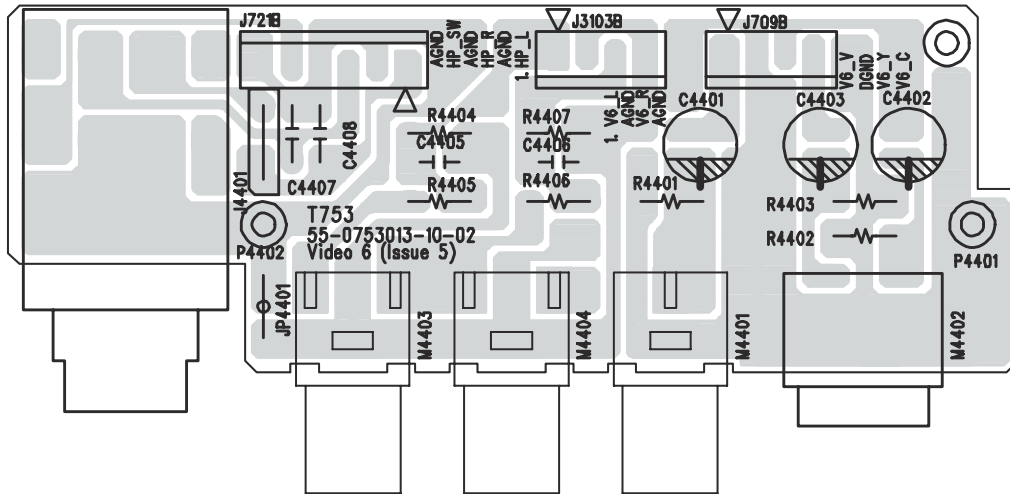 J721B
AGND
HP_SW
AGND
HP_R
AGND
1. HP_L
J3103B
J709B
V6_V
DGND
V6_Y
V6_C
1. V6_L
AGND
V6_R
AGND
C4401
C4403
C4402
R4404
R4407
C4405
C4406
C4408
C4407
J4401
R4405
R4406
R4401
R4403
R4402
T753
55-0753013-10-02
Video 6 (Issue 5)
P4402
P4401
JP4401
M4403
M4404
M4401
M4402